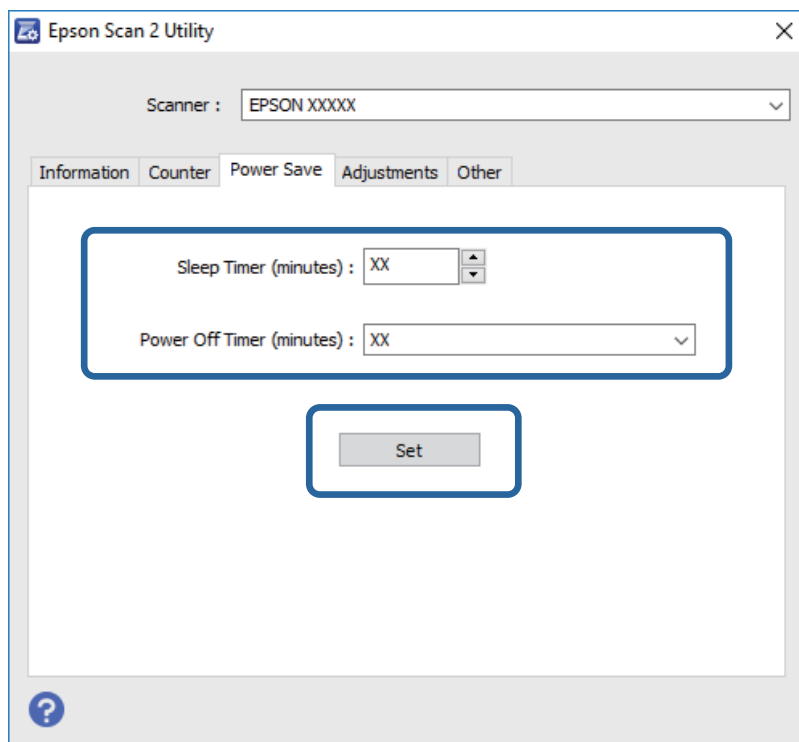 Epson Scan 2 Utility
Scanner : EPSON XXXXX
Information Counter Power Save Adjustments Other
Sleep Timer (minutes) : XX
Power Off Timer (minutes) : XX
Set
?